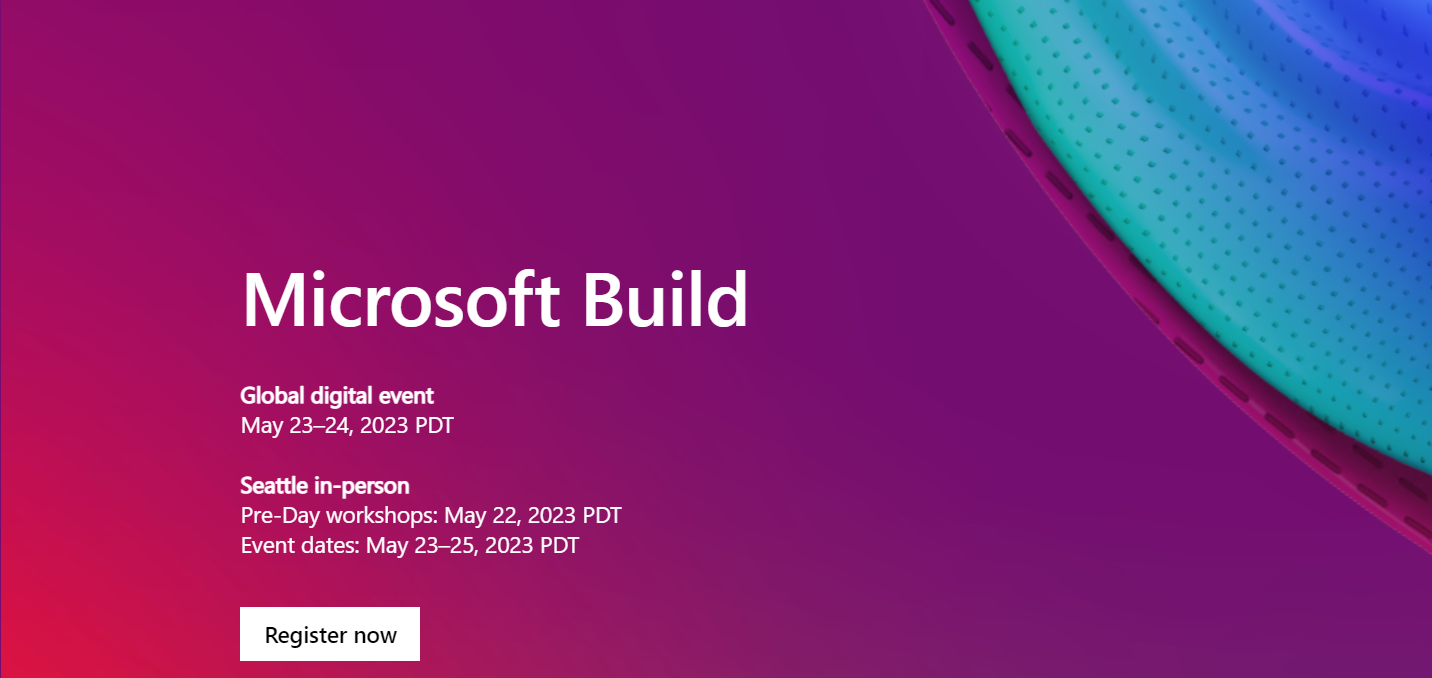 Microsoft Build
Global digital event
May 23–24, 2023 PDT
Seattle in-person
Pre-Day workshops: May 22, 2023 PDT
Event dates: May 23–25, 2023 PDT
Register now